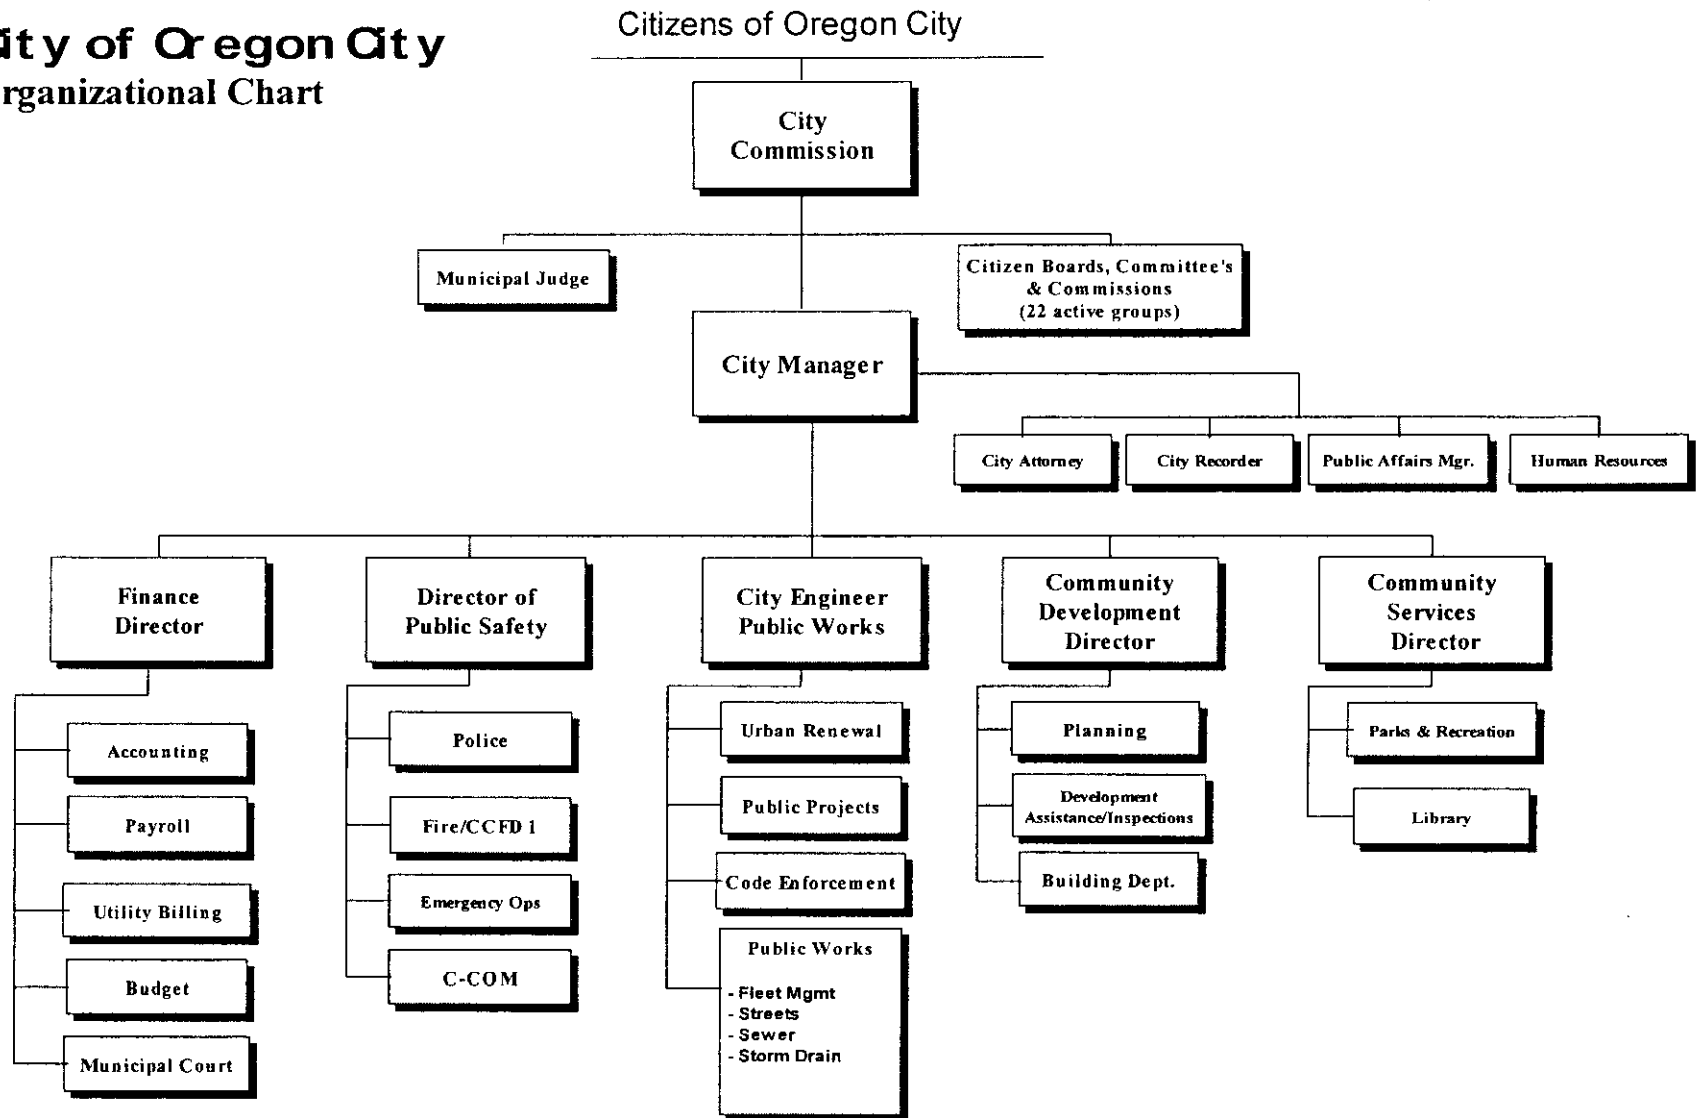 Citizens of Oregon City
ity of Oregon City
rganizational Chart
City
Commission
Municipal Judge
Citizen Boards, Committee's
& Commissions
(22 active groups)
City Manager
City Attorney
City Recorder
Public Affairs Mgr.
Human Resources
Finance
Director
Director of
Public Safety
City Engineer
Public Works
Community
Development
Director
Community
Services
Director
Accounting
Payroll
Utility Billing
Budget
Municipal Court
Police
Fire/CCFD 1
Emergency Ops
C-COM
Urban Renewal
Public Projects
Code Enforcement
Public Works
- Fleet Mgmt
- Streets
- Sewer
- Storm Drain
Planning
Development
Assistance/Inspections
Building Dept.
Parks & Recreation
Library